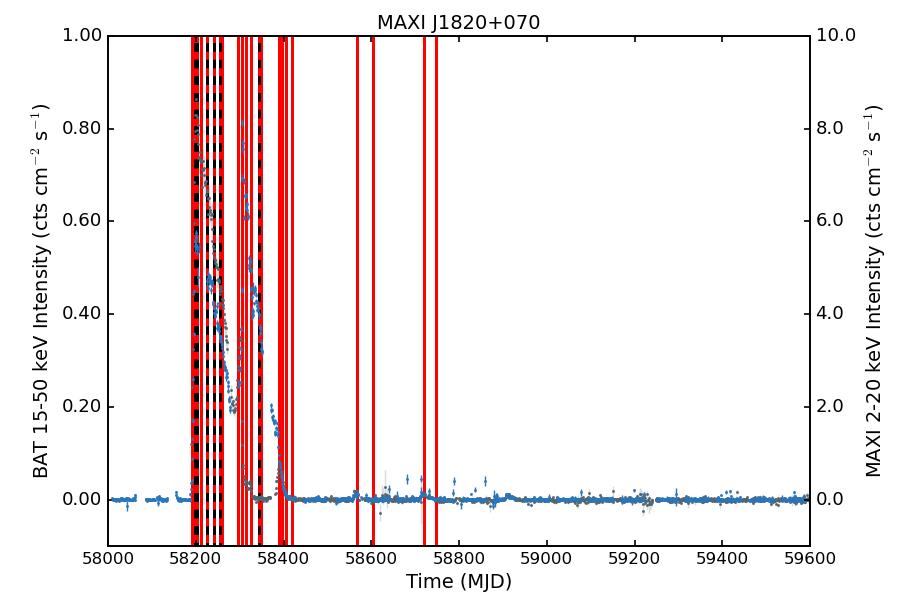 MAXI J1820+070
1.00
0.80
0.60
0.40
0.20
0.00
BAT 15-50 keV Intensity (cts cm⁻² s⁻¹)
10.0
8.0
6.0
4.0
2.0
0.0
MAXI 2-20 keV Intensity (cts cm⁻² s⁻¹)
58000 58200 58400 58600 58800 59000 59200 59400 59600
Time (MJD)